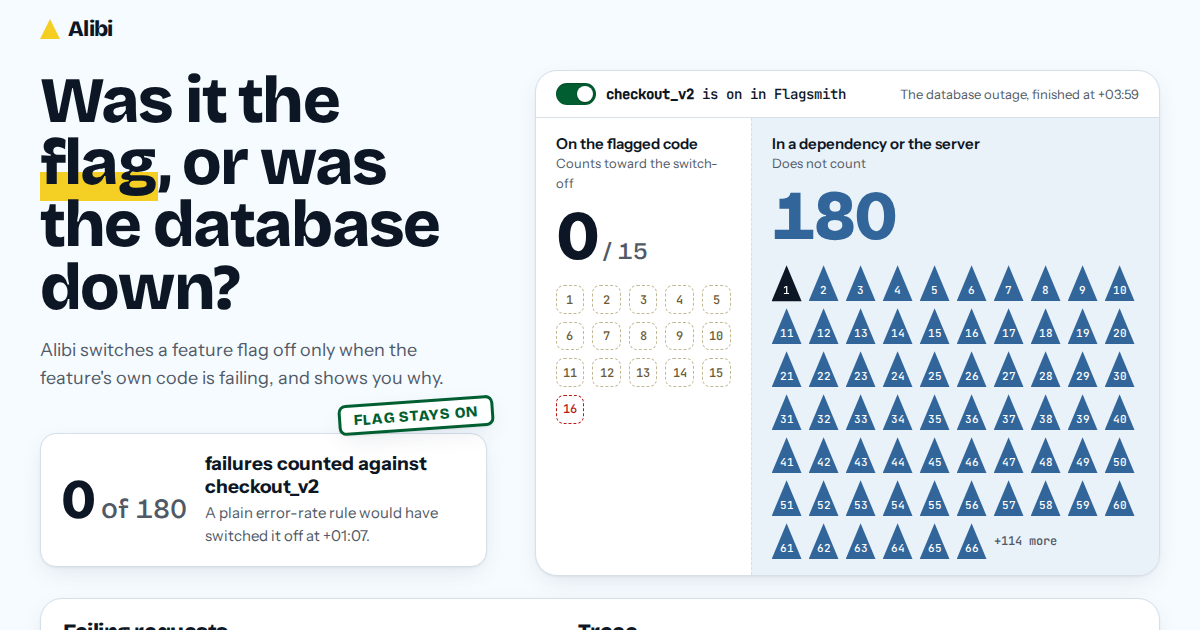 Alibi
Was it the
flag, or was
the database
down?
Alibi switches a feature flag off only when the
feature's own code is failing, and shows you why.
FLAG STAYS ON
0 of 180
failures counted against
checkout_v2
A plain error-rate rule would have
switched it off at +01:07.
checkout_v2 is on in Flagsmith
The database outage, finished at +03:59
On the flagged code
Counts toward the switch-
off
0 / 15
1 2 3 4 5
6 7 8 9 10
11 12 13 14 15
16
In a dependency or the server
Does not count
180
1 2 3 4 5 6 7 8 9 10
11 12 13 14 15 16 17 18 19 20
21 22 23 24 25 26 27 28 29 30
31 32 33 34 35 36 37 38 39 40
41 42 43 44 45 46 47 48 49 50
51 52 53 54 55 56 57 58 59 60
61 62 63 64 65 66 +114 more
Failing requests
Trace